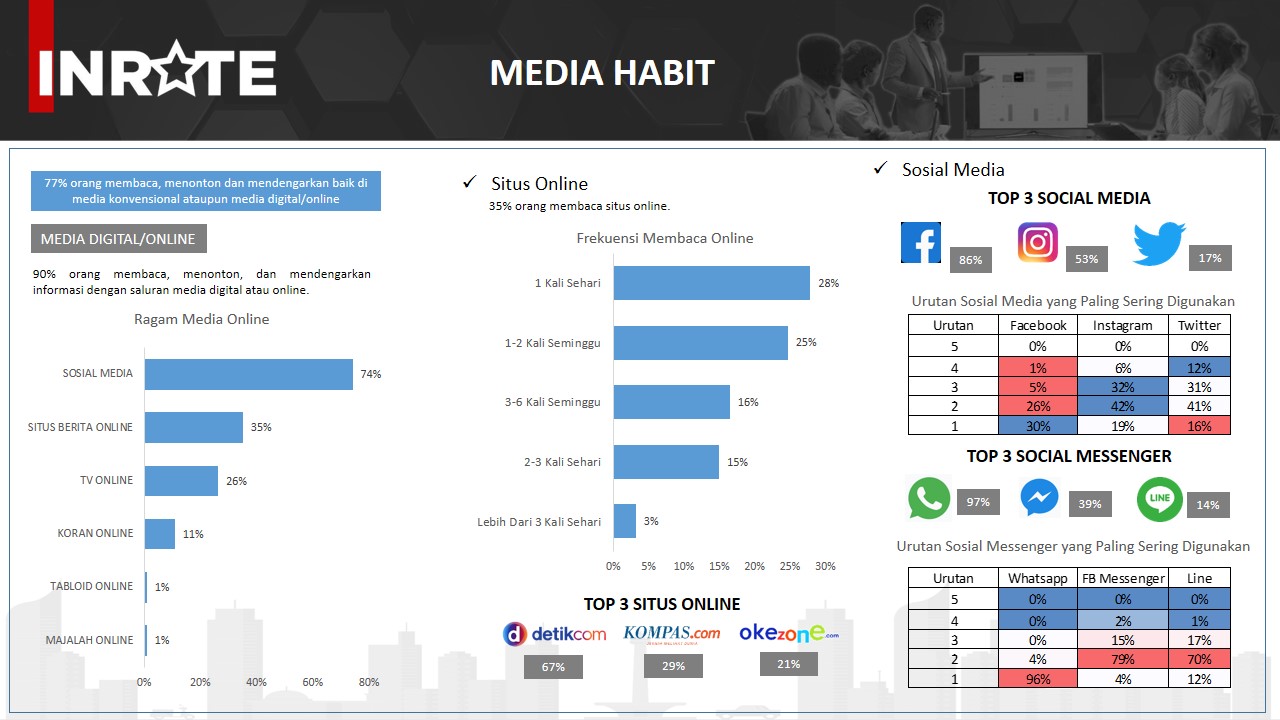 INRATE
MEDIA HABIT
77% orang membaca, menonton dan mendengarkan baik di
media konvensional ataupun media digital/online
MEDIA DIGITAL/ONLINE
90% orang membaca, menonton, dan mendengarkan
informasi dengan saluran media digital atau online.
Ragam Media Online
SOSIAL MEDIA 74%
SITUS BERITA ONLINE 35%
TV ONLINE 26%
KORAN ONLINE 11%
TABLOID ONLINE 1%
MAJALAH ONLINE 1%
0% 20% 40% 60% 80%
✓ Situs Online
35% orang membaca situs online.
Frekuensi Membaca Online
1 Kali Sehari 28%
1-2 Kali Seminggu 25%
3-6 Kali Seminggu 16%
2-3 Kali Sehari 15%
Lebih Dari 3 Kali Sehari 3%
0% 5% 10% 15% 20% 25% 30%
TOP 3 SITUS ONLINE
d detikcom KOMPAS.com okezone.com
67% 29% 21%
✓ Sosial Media
TOP 3 SOCIAL MEDIA
86% 53% 17%
Urutan Sosial Media yang Paling Sering Digunakan
Urutan Facebook Instagram Twitter
5 0% 0% 0%
4 1% 6% 12%
3 5% 32% 31%
2 26% 42% 41%
1 30% 19% 16%
TOP 3 SOCIAL MESSENGER
LINE
97% 39% 14%
Urutan Sosial Messenger yang Paling Sering Digunakan
Urutan Whatsapp FB Messenger Line
5 0% 0% 0%
4 0% 2% 1%
3 0% 15% 17%
2 4% 79% 70%
1 96% 4% 12%